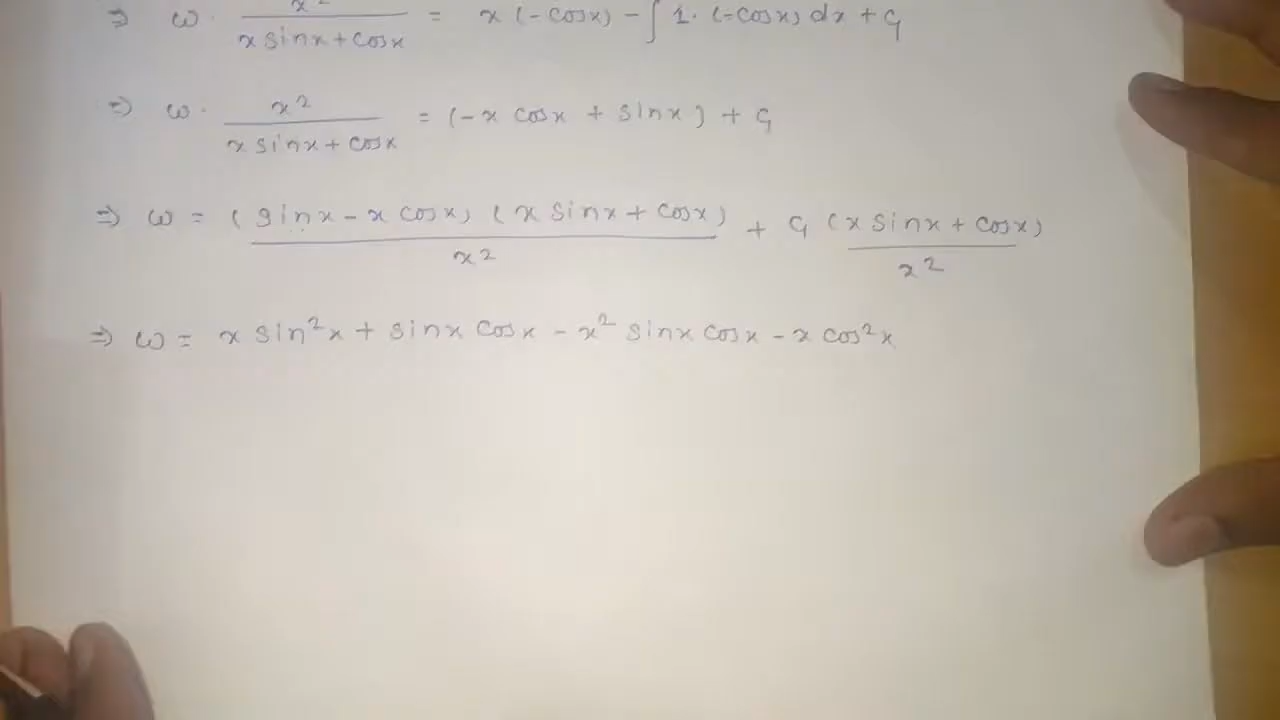 ⇒ ω · x² / (x sinx + cosx) = x (-cosx) - ∫ 1. (-cosx) dx + C₁
⇒ ω · x² / (x sinx + cosx) = (-x cosx + sinx) + C₁
⇒ ω = (sinx - x cosx) (x sinx + cosx) / x² + C₁ (x sinx + cosx) / x²
⇒ ω = x sin²x + sinx cosx - x² sinx cosx - x cos²x